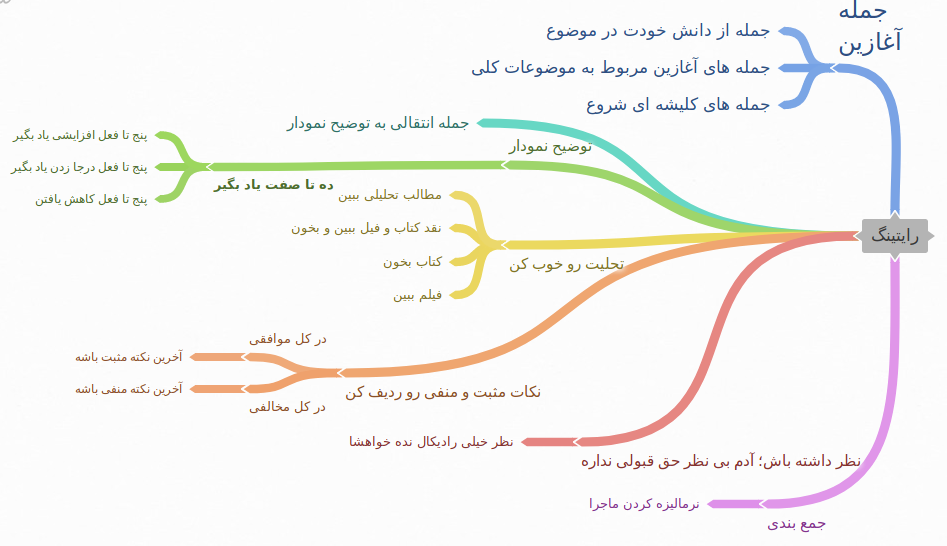 جمله
آغازین
جمله از دانش خودت در موضوع
جمله های آغازین مربوط به موضوعات کلی
جمله های کلیشه ای شروع
جمله انتقالی به توضیح نمودار
توضیح نمودار
پنج تا فعل افزایشی یاد بگیر
پنج تا فعل درجا زدن یاد بگیر
پنج تا فعل کاهش یافتن
ده تا صفت یاد بگیر
مطالب تحلیلی ببین
نقد کتاب و فیل ببین و بخون
کتاب بخون
فیلم ببین
تحلیت رو خوب کن
رایتینگ
در کل موافقی
آخرین نکته مثبت باشه
آخرین نکته منفی باشه
در کل مخالفی
نکات مثبت و منفی رو ردیف کن
نظر خیلی رادیکال نده خواهشا
نظر داشته باش؛ آدم بی نظر حق قبولی نداره
نرمالیزه کردن ماجرا
جمع بندی